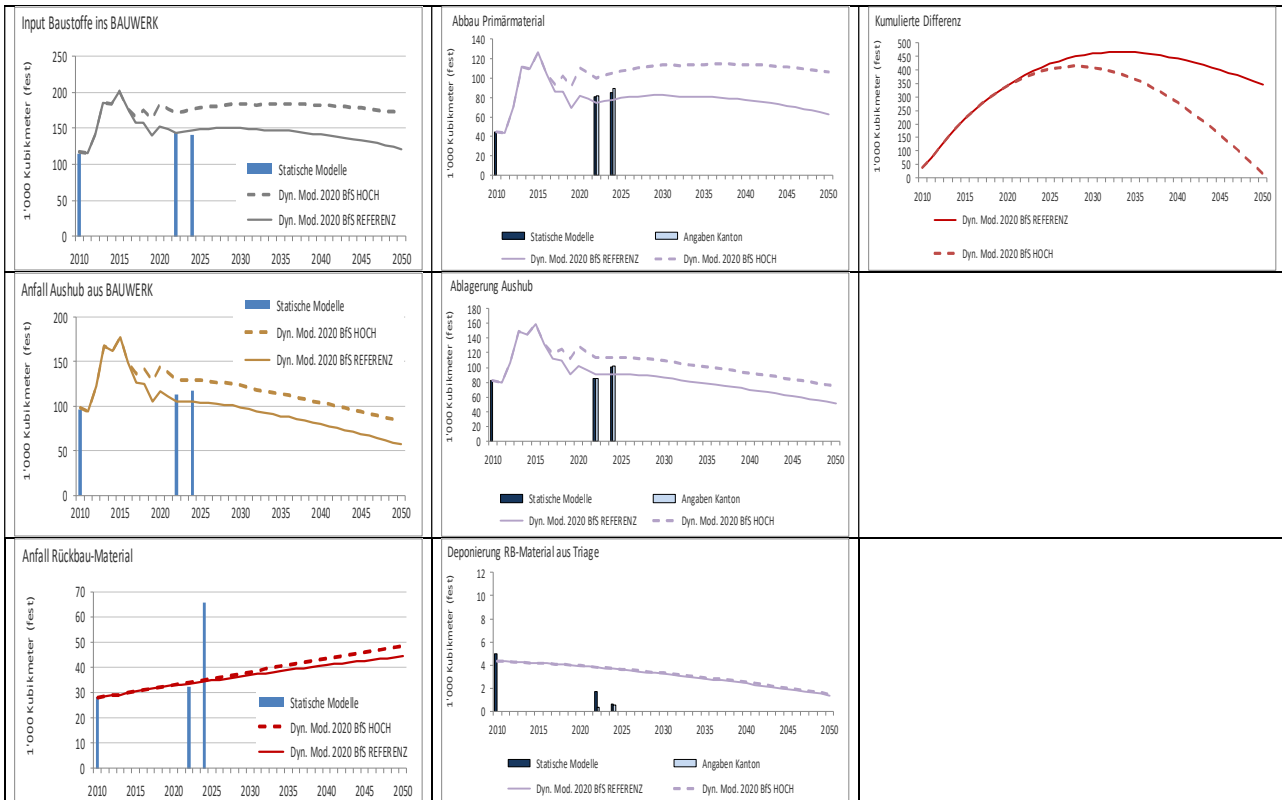 Input Baustoffe ins BAUWERK
1'000 Kubikmeter (fest)
250
200
150
100
50
0
2010 2015 2020 2025 2030 2035 2040 2045 2050
Statische Modelle
Dyn. Mod. 2020 BfS HOCH
Dyn. Mod. 2020 BfS REFERENZ
Abbau Primärmaterial
1'000 Kubikmeter (fest)
140
120
100
80
60
40
20
0
2010 2015 2020 2025 2030 2035 2040 2045 2050
Statische Modelle Angaben Kanton
Dyn. Mod. 2020 BfS REFERENZ Dyn. Mod. 2020 BfS HOCH
Kumulierte Differenz
1'000 Kubikmeter (fest)
500
450
400
350
300
250
200
150
100
50
0
2010 2015 2020 2025 2030 2035 2040 2045 2050
Dyn. Mod. 2020 BfS REFERENZ
Dyn. Mod. 2020 BfS HOCH
Anfall Aushub aus BAUWERK
1'000 Kubikmeter (fest)
200
150
100
50
0
2010 2015 2020 2025 2030 2035 2040 2045 2050
Statische Modelle
Dyn. Mod. 2020 BfS HOCH
Dyn. Mod. 2020 BfS REFERENZ
Ablagerung Aushub
1'000 Kubikmeter (fest)
180
160
140
120
100
80
60
40
20
0
2010 2015 2020 2025 2030 2035 2040 2045 2050
Statische Modelle Angaben Kanton
Dyn. Mod. 2020 BfS REFERENZ Dyn. Mod. 2020 BfS HOCH
Anfall Rückbau-Material
1'000 Kubikmeter (fest)
70
60
50
40
30
20
10
0
2010 2015 2020 2025 2030 2035 2040 2045 2050
Statische Modelle
Dyn. Mod. 2020 BfS HOCH
Dyn. Mod. 2020 BfS REFERENZ
Deponierung RB-Material aus Triage
1'000 Kubikmeter (fest)
12
10
8
6
4
2
0
2010 2015 2020 2025 2030 2035 2040 2045 2050
Statische Modelle Angaben Kanton
Dyn. Mod. 2020 BfS REFERENZ Dyn. Mod. 2020 BfS HOCH